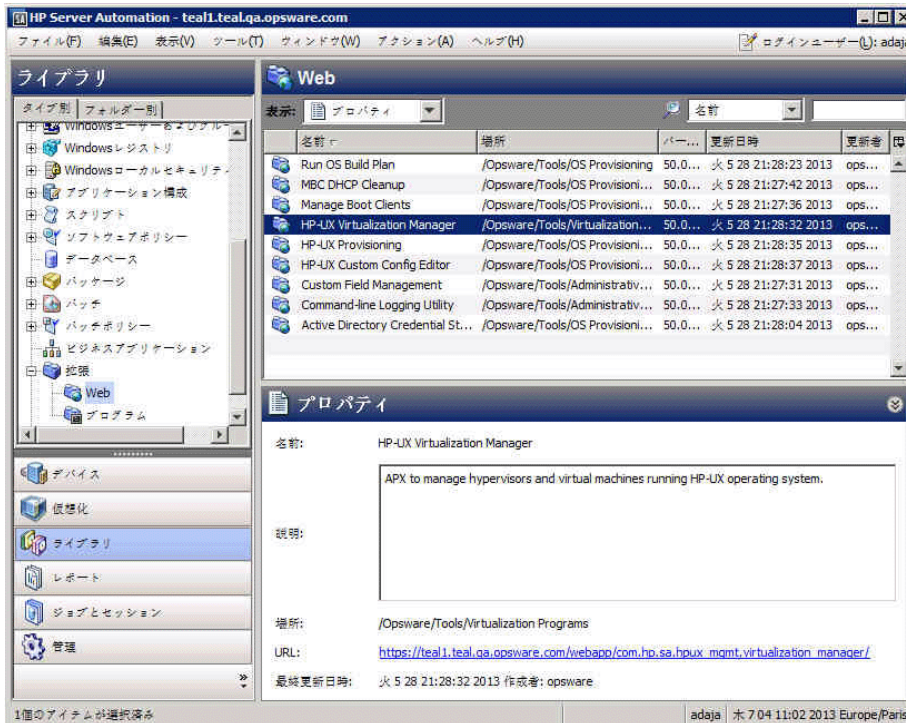 HP Server Automation - teal1.teal.qa.opsware.com
ファイル(F) 編集(E) 表示(V) ツール(T) ウィンドウ(W) アクション(A) ヘルプ(H) ログインユーザー(L): adaja
ライブラリ
タイプ別 フォルダー別
Windowsユーザーおよびグルー
Windowsレジストリ
Windowsローカルセキュリティ
アプリケーション構成
スクリプト
ソフトウェアポリシー
データベース
パッケージ
パッチ
パッチポリシー
ビジネスアプリケーション
拡張
Web
プログラム
デバイス
仮想化
ライブラリ
レポート
ジョブとセッション
管理
Web
表示: プロパティ 名前
名前 場所 バー... 更新日時 更新者
Run OS Build Plan /Opsware/Tools/OS Provisioning 50.0...火 5 28 21:28:23 2013 ops...
MBC DHCP Cleanup /Opsware/Tools/OS Provisioni... 50.0... 火 5 28 21:27:42 2013 ops...
Manage Boot Clients /Opsware/Tools/OS Provisioni... 50.0... 火 5 28 21:27:36 2013 ops...
HP-UX Virtualization Manager /Opsware/Tools/Virtualization... 50.0... 火 5 28 21:28:32 2013 ops...
HP-UX Provisioning /Opsware/Tools/OS Provisioni... 50.0... 火 5 28 21:28:35 2013 ops...
HP-UX Custom Config Editor /Opsware/Tools/OS Provisioni... 50.0... 火 5 28 21:28:37 2013 ops...
Custom Field Management /Opsware/Tools/Administrativ... 50.0... 火 5 28 21:27:31 2013 ops...
Command-line Logging Utility /Opsware/Tools/Administrativ... 50.0... 火 5 28 21:27:33 2013 ops...
Active Directory Credential St... /Opsware/Tools/OS Provisioni... 50.0... 火 5 28 21:28:04 2013 ops...
プロパティ
名前: HP-UX Virtualization Manager
説明: APX to manage hypervisors and virtual machines running HP-UX operating system.
場所: /Opsware/Tools/Virtualization Programs
URL: https://teal1.teal.qa.opsware.com/webapp/com.hp.sa.hpux_mgmt.virtualization_manager/
最終更新日時: 火 5 28 21:28:32 2013 作成者: opsware
1個のアイテムが選択済み adaja 木 7 04 11:02 2013 Europe/Paris